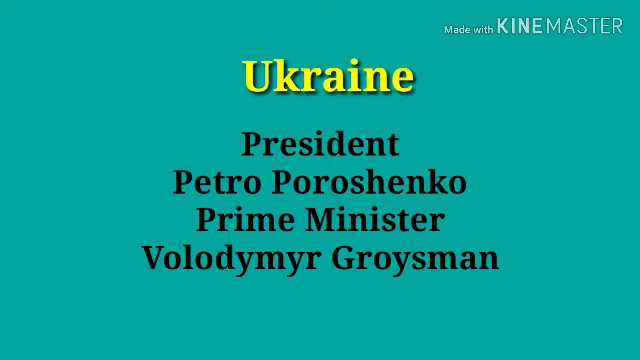 Made with KINEMASTER
Ukraine
President
Petro Poroshenko
Prime Minister
Volodymyr Groysman